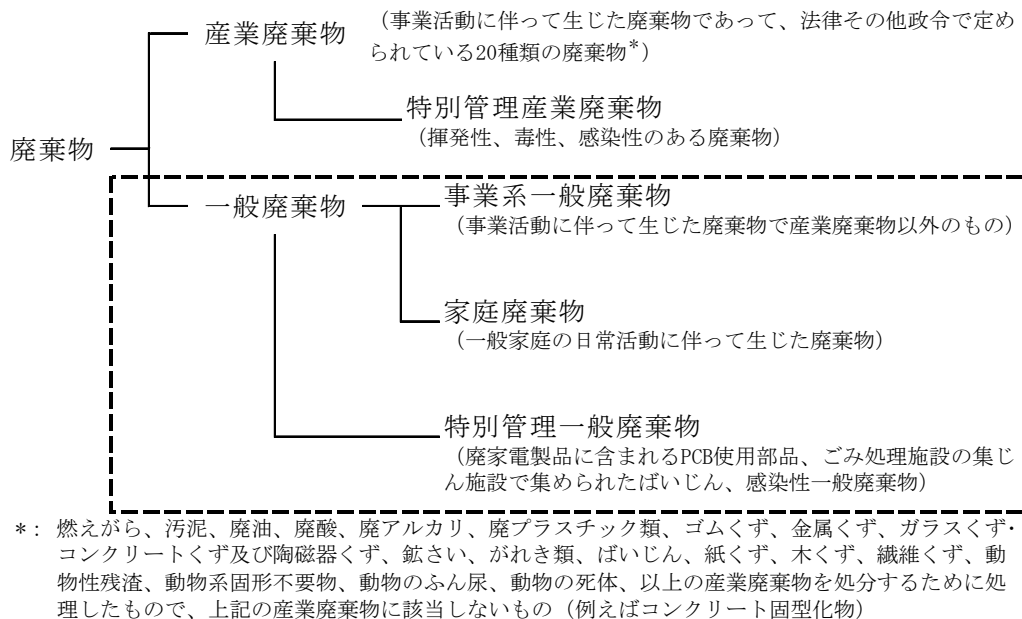 産業廃棄物
（事業活動に伴って生じた廃棄物であって、法律その他政令で定め
られている20種類の廃棄物*）
特別管理産業廃棄物
（揮発性、毒性、感染性のある廃棄物）
廃棄物
一般廃棄物
事業系一般廃棄物
（事業活動に伴って生じた廃棄物で産業廃棄物以外のもの）
家庭廃棄物
（一般家庭の日常活動に伴って生じた廃棄物）
特別管理一般廃棄物
（廃家電製品に含まれるPCB使用部品、ごみ処理施設の集じ
ん施設で集められたばいじん、感染性一般廃棄物）
*： 燃えがら、汚泥、廃油、廃酸、廃アルカリ、廃プラスチック類、ゴムくず、金属くず、ガラスくず・
コンクリートくず及び陶磁器くず、鉱さい、がれき類、ばいじん、紙くず、木くず、繊維くず、動
物性残渣、動物系固形不要物、動物のふん尿、動物の死体、以上の産業廃棄物を処分するために処
理したもので、上記の産業廃棄物に該当しないもの（例えばコンクリート固型化物）